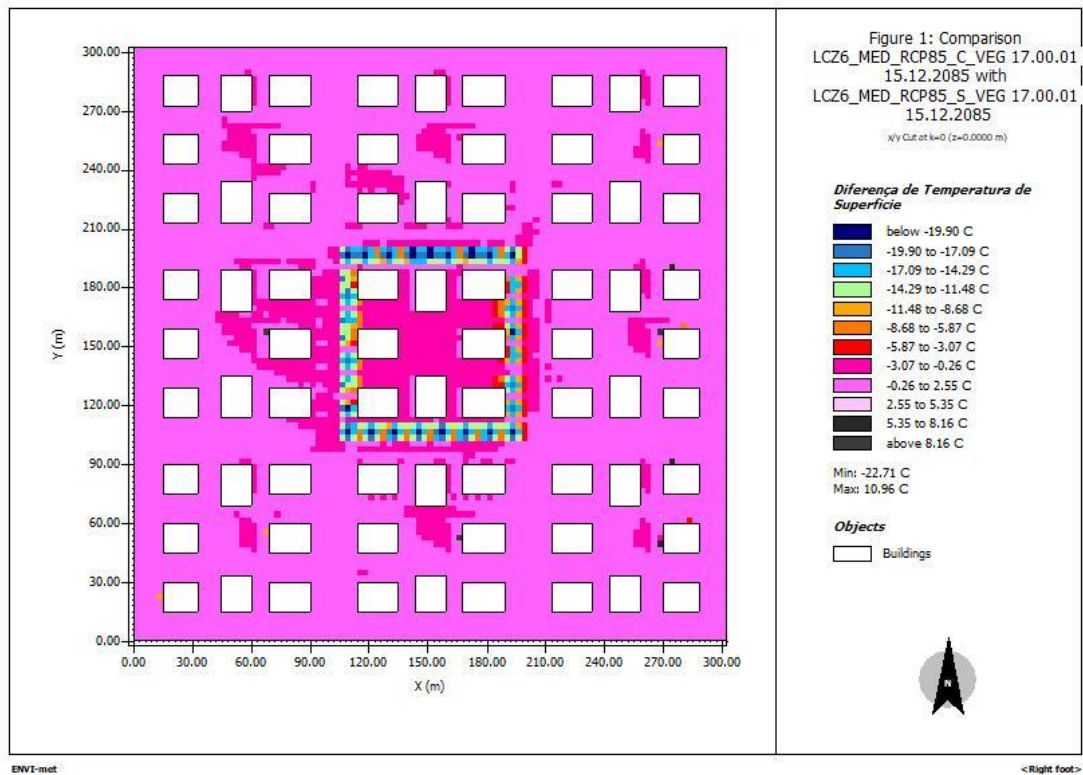 Figure 1: Comparison
LCZ6_MED_RCP85_C_VEG 17.00.01
15.12.2085 with
LCZ6_MED_RCP85_S_VEG 17.00.01
15.12.2085
x/y Cut at k=0 (z=0.0000 m)
Diferença de Temperatura de
Superfície
below -19.90 C
-19.90 to -17.09 C
-17.09 to -14.29 C
-14.29 to -11.48 C
-11.48 to -8.68 C
-8.68 to -5.87 C
-5.87 to -3.07 C
-3.07 to -0.26 C
-0.26 to 2.55 C
2.55 to 5.35 C
5.35 to 8.16 C
above 8.16 C
Min: -22.71 C
Max: 10.96 C
Objects
Buildings
N
300.00
270.00
240.00
210.00
180.00
150.00
120.00
90.00
60.00
30.00
0.00
Y (m)
0.00 30.00 60.00 90.00 120.00 150.00 180.00 210.00 240.00 270.00 300.00
X (m)
ENVI-met
<Right foot>